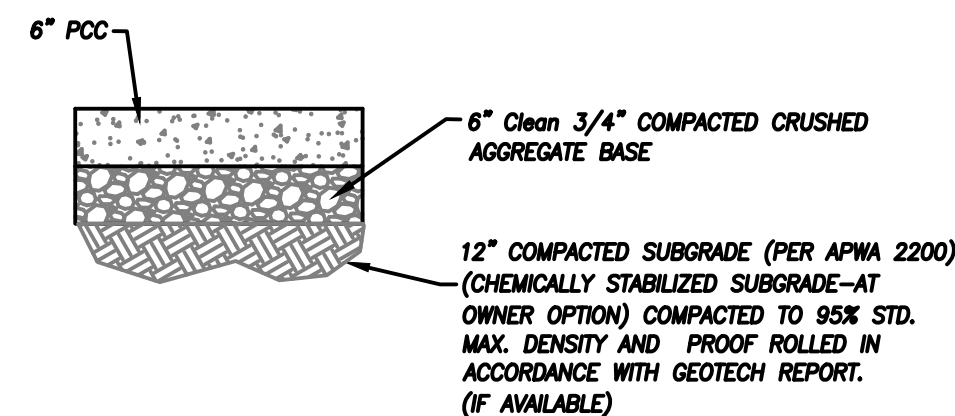 6" PCC
6" Clean 3/4" COMPACTED CRUSHED
AGGREGATE BASE
12" COMPACTED SUBGRADE (PER APWA 2200)
(CHEMICALLY STABILIZED SUBGRADE-AT
OWNER OPTION) COMPACTED TO 95% STD.
MAX. DENSITY AND PROOF ROLLED IN
ACCORDANCE WITH GEOTECH REPORT.
(IF AVAILABLE)